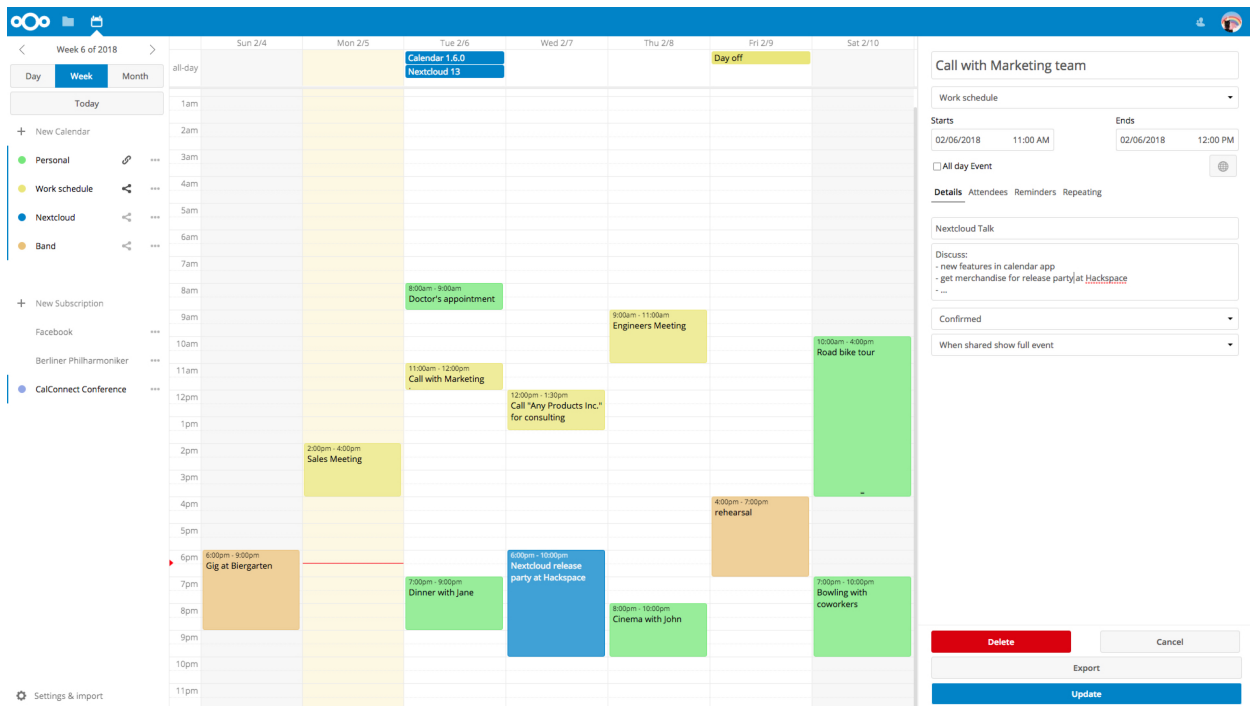 Week 6 of 2018
Day
Week
Month
Today
New Calendar
Personal
Work schedule
Nextcloud
Band
New Subscription
Facebook
Berliner Philharmoniker
CalConnect Conference
Settings & import
Sun 2/4
Mon 2/5
Tue 2/6
Wed 2/7
Thu 2/8
Fri 2/9
Sat 2/10
all-day
Calendar 1.6.0
Nextcloud 13
Day off
1am
2am
3am
4am
5am
6am
7am
8am
9am
10am
11am
12pm
1pm
2pm
3pm
4pm
5pm
6pm
7pm
8pm
9pm
10pm
11pm
6:00pm - 9:00pm
Gig at Biergarten
2:00pm - 4:00pm
Sales Meeting
8:00am - 9:00am
Doctor's appointment
11:00am - 12:00pm
Call with Marketing
7:00pm - 9:00pm
Dinner with Jane
12:00pm - 1:30pm
Call "Any Products Inc."
for consulting
6:00pm - 10:00pm
Nextcloud release
party at Hackspace
9:00am - 11:00am
Engineers Meeting
8:00pm - 10:00pm
Cinema with John
4:00pm - 7:00pm
rehearsal
10:00am - 4:00pm
Road bike tour
7:00pm - 10:00pm
Bowling with
coworkers
Call with Marketing team
Work schedule
Starts
Ends
02/06/2018 11:00 AM
02/06/2018 12:00 PM
All day Event
Details Attendees Reminders Repeating
Nextcloud Talk
Discuss:
- new features in calendar app
- get merchandise for release party at Hackspace
- ...
Confirmed
When shared show full event
Delete
Cancel
Export
Update